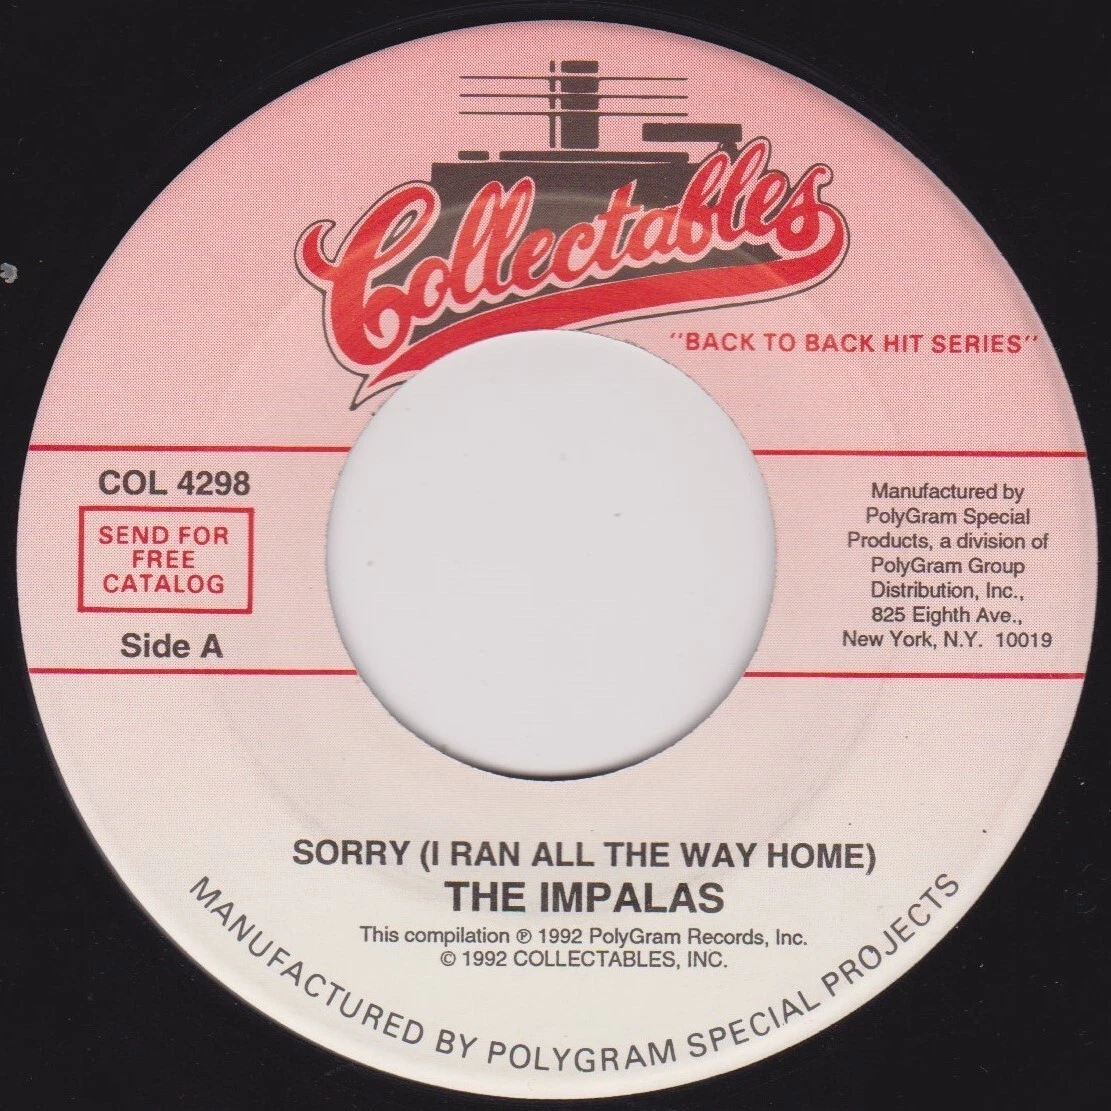 Collectables
"BACK TO BACK HIT SERIES"
COL 4298
SEND FOR
FREE
CATALOG
Side A
Manufactured by
PolyGram Special
Products, a division of
PolyGram Group
Distribution, Inc.,
825 Eighth Ave.,
New York, N.Y. 10019
SORRY (I RAN ALL THE WAY HOME)
THE IMPALAS
This compilation ℗ 1992 PolyGram Records, Inc.
© 1992 COLLECTABLES, INC.
MANUFACTURED BY POLYGRAM SPECIAL PROJECTS